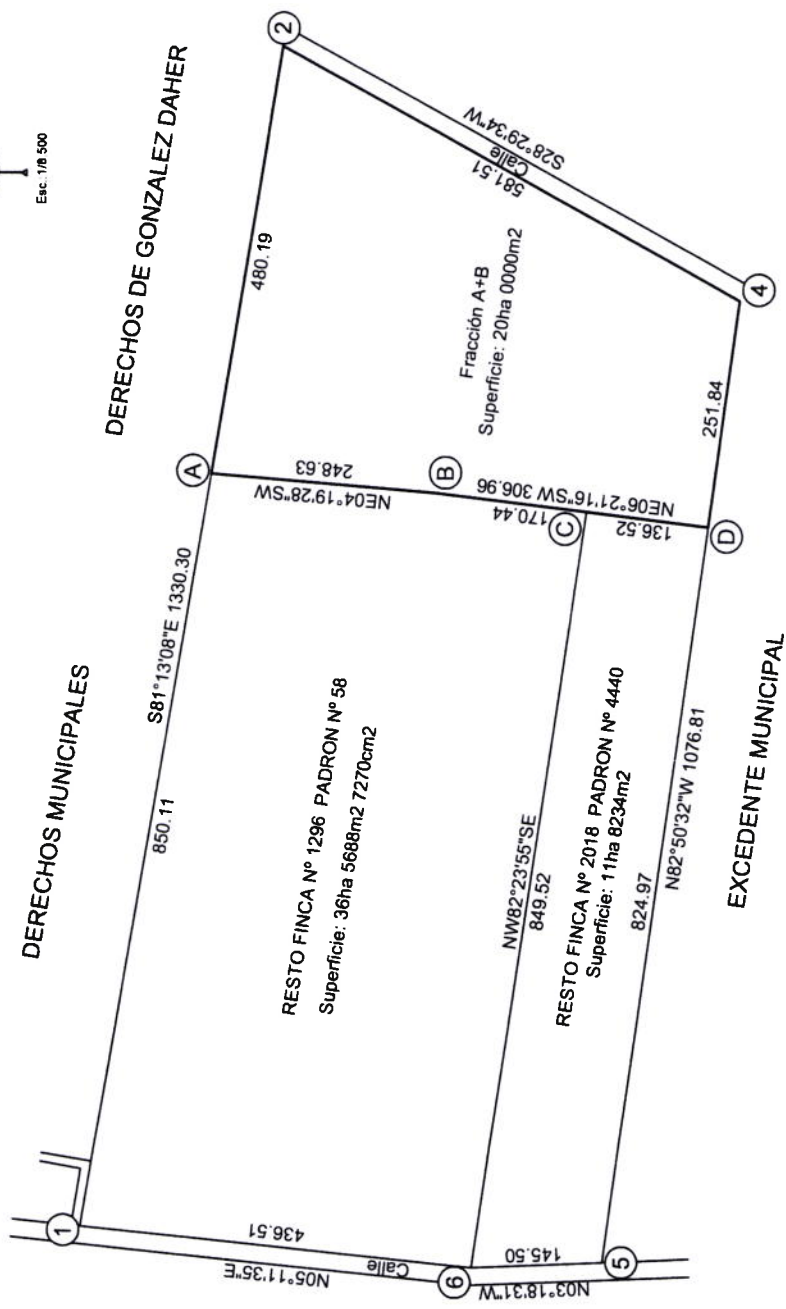 Esc.:1/8 500
DERECHOS MUNICIPALES
DERECHOS DE GONZALEZ DAHER
1
S81°13'08"E 1330.30
850.11
A
480.19
2
N05°11'35"E
Calle
436.51
RESTO FINCA Nº 1296 PADRON Nº 58
Superficie: 36ha 5688m2 7270cm2
NE04°19'28"SW
248.63
B
Fracción A+B
Superficie: 20ha 0000m2
581.51
Calle
S28°29'34"W
170.44
NE06°21'16"SW 306.96
C
136.52
6
NW82°23'55"SE
849.52
N03°18'31"W
145.50
RESTO FINCA Nº 2018 PADRON Nº 4440
Superficie: 11ha 8234m2
824.97
N82°50'32"W 1076.81
D
251.84
4
5
EXCEDENTE MUNICIPAL